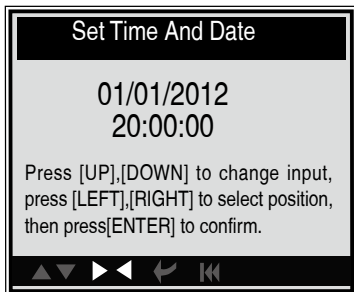 Set Time And Date
01/01/2012
20:00:00
Press [UP],[DOWN] to change input,
press [LEFT],[RIGHT] to select position,
then press[ENTER] to confirm.